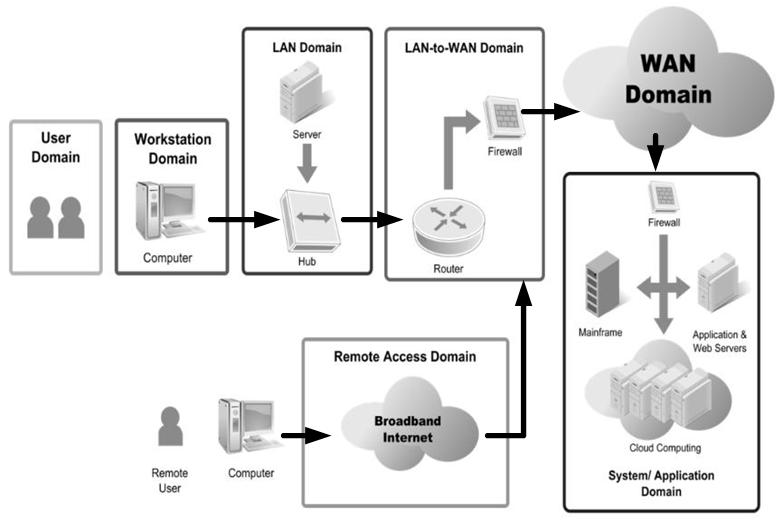 User
Domain
Workstation
Domain
Computer
LAN Domain
Server
Hub
LAN-to-WAN Domain
Firewall
Router
WAN
Domain
Firewall
Mainframe
Application &
Web Servers
Cloud Computing
System/ Application
Domain
Remote Access Domain
Broadband
Internet
Remote
User
Computer